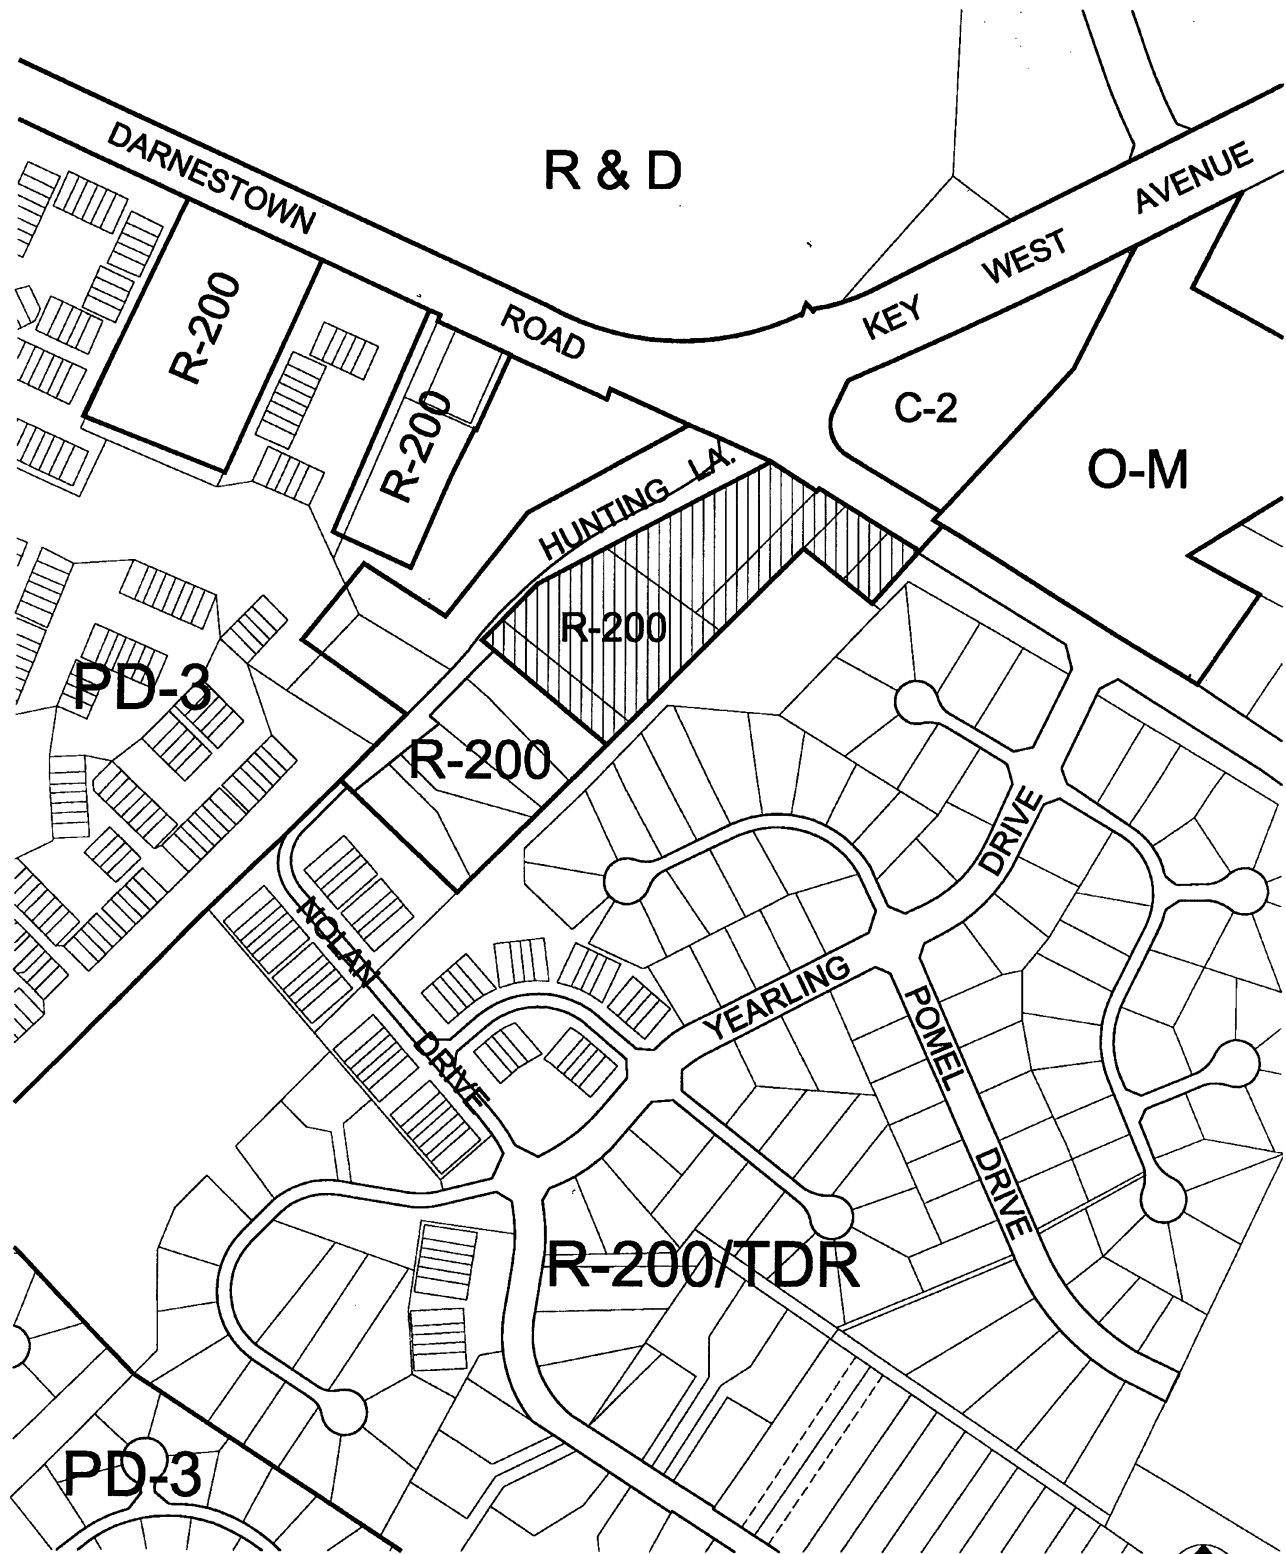 R & D
DARNESTOWN
ROAD
KEY
WEST
AVENUE
R-200
R-200
C-2
O-M
HUNTING LA.
R-200
PD-3
R-200
DRIVE
NOLAN
DRIVE
YEARLING
POMEL
DRIVE
R-200/TDR
PD-3